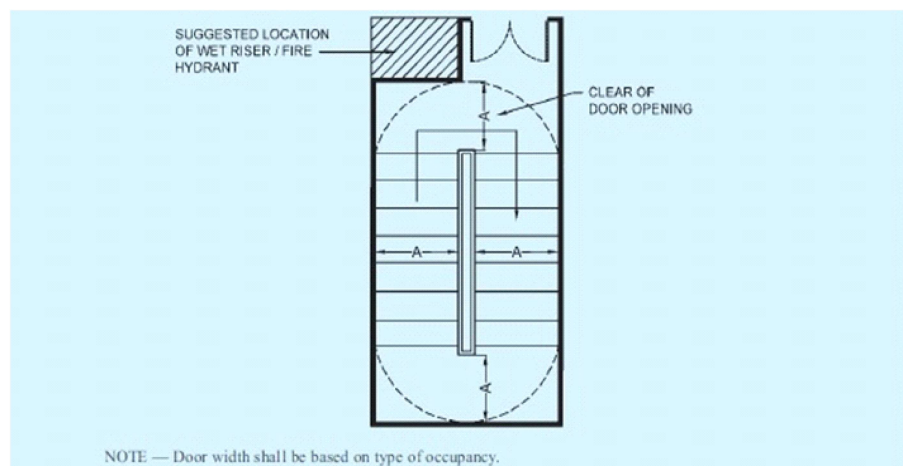 SUGGESTED LOCATION
OF WET RISER / FIRE
HYDRANT
CLEAR OF
DOOR OPENING
A
A
A
A
NOTE — Door width shall be based on type of occupancy.